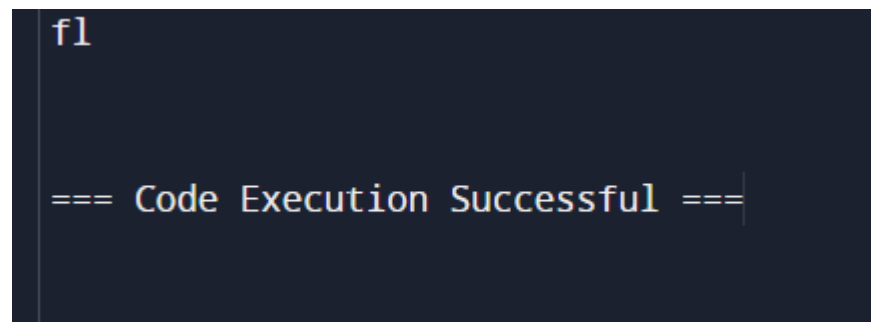 fl
=== Code Execution Successful ===